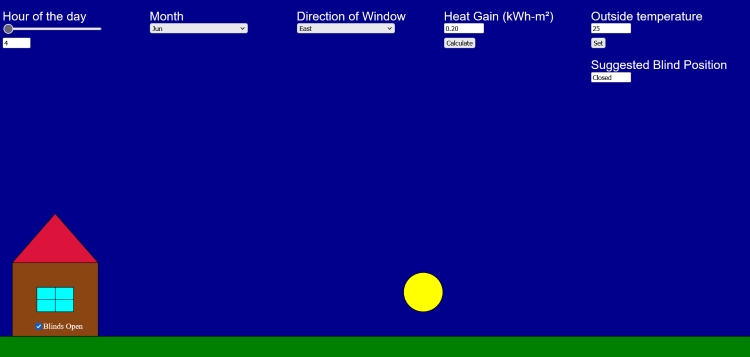 Hour of the day
4
Month
Jun
Direction of Window
East
Heat Gain (kWh-m²)
0.20
Calculate
Outside temperature
25
Set
Suggested Blind Position
Closed
Blinds Open